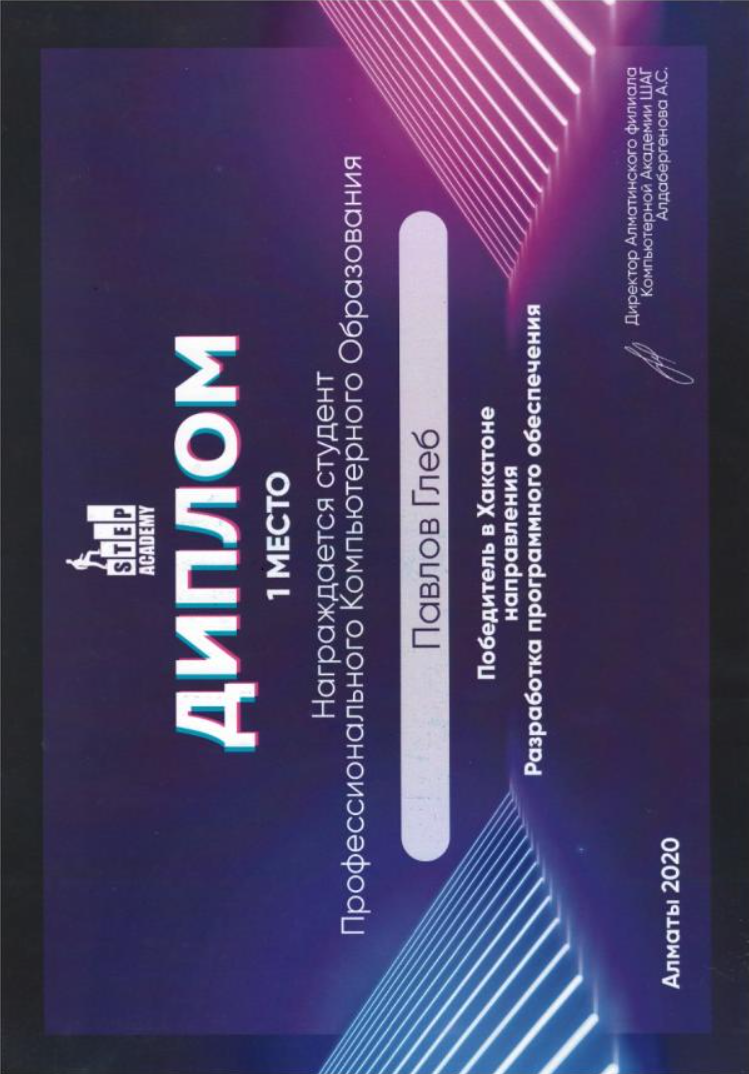 STEP
ACADEMY
ДИПЛОМ
1 МЕСТО
Награждается студент
Профессионального Компьютерного Образования
Павлов Глеб
Победитель в Хакатоне
направления
Разработка программного обеспечения
Директор Алматинского филиала
Компьютерной Академии ШАГ
Алдабергенова А.С.
Алматы 2020